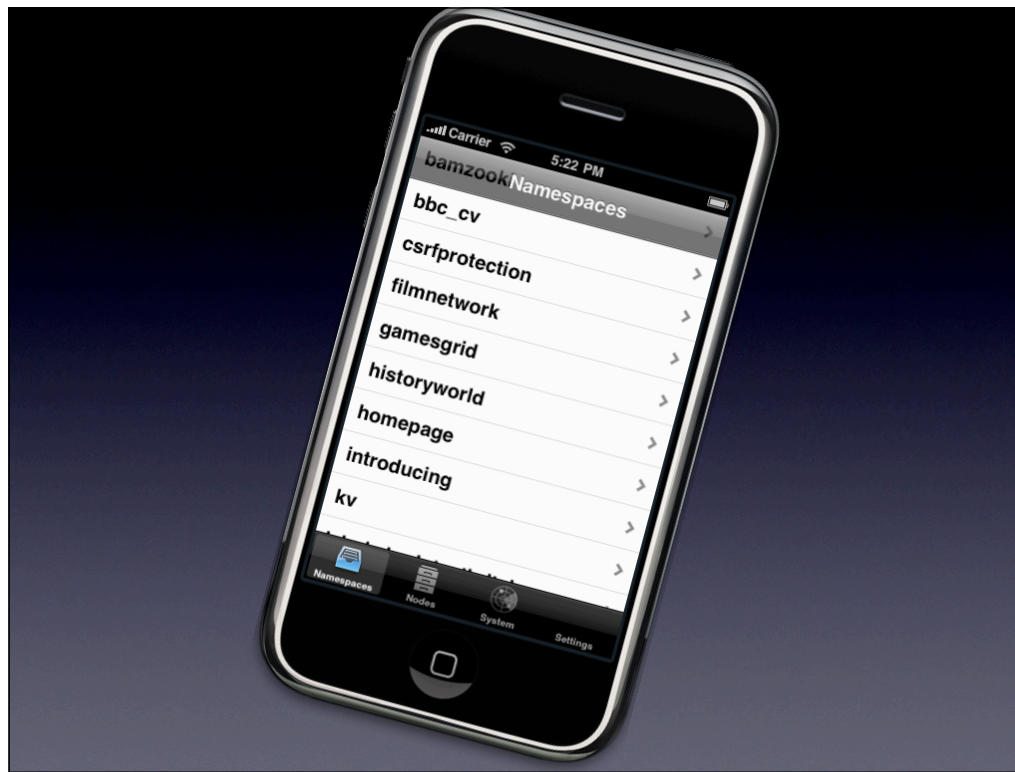 Carrier 5:22 PM
bamzook
Namespaces
bbc_cv
csrfprotection
filmnetwork
gamesgrid
historyworld
homepage
introducing
kv
Namespaces Nodes System Settings